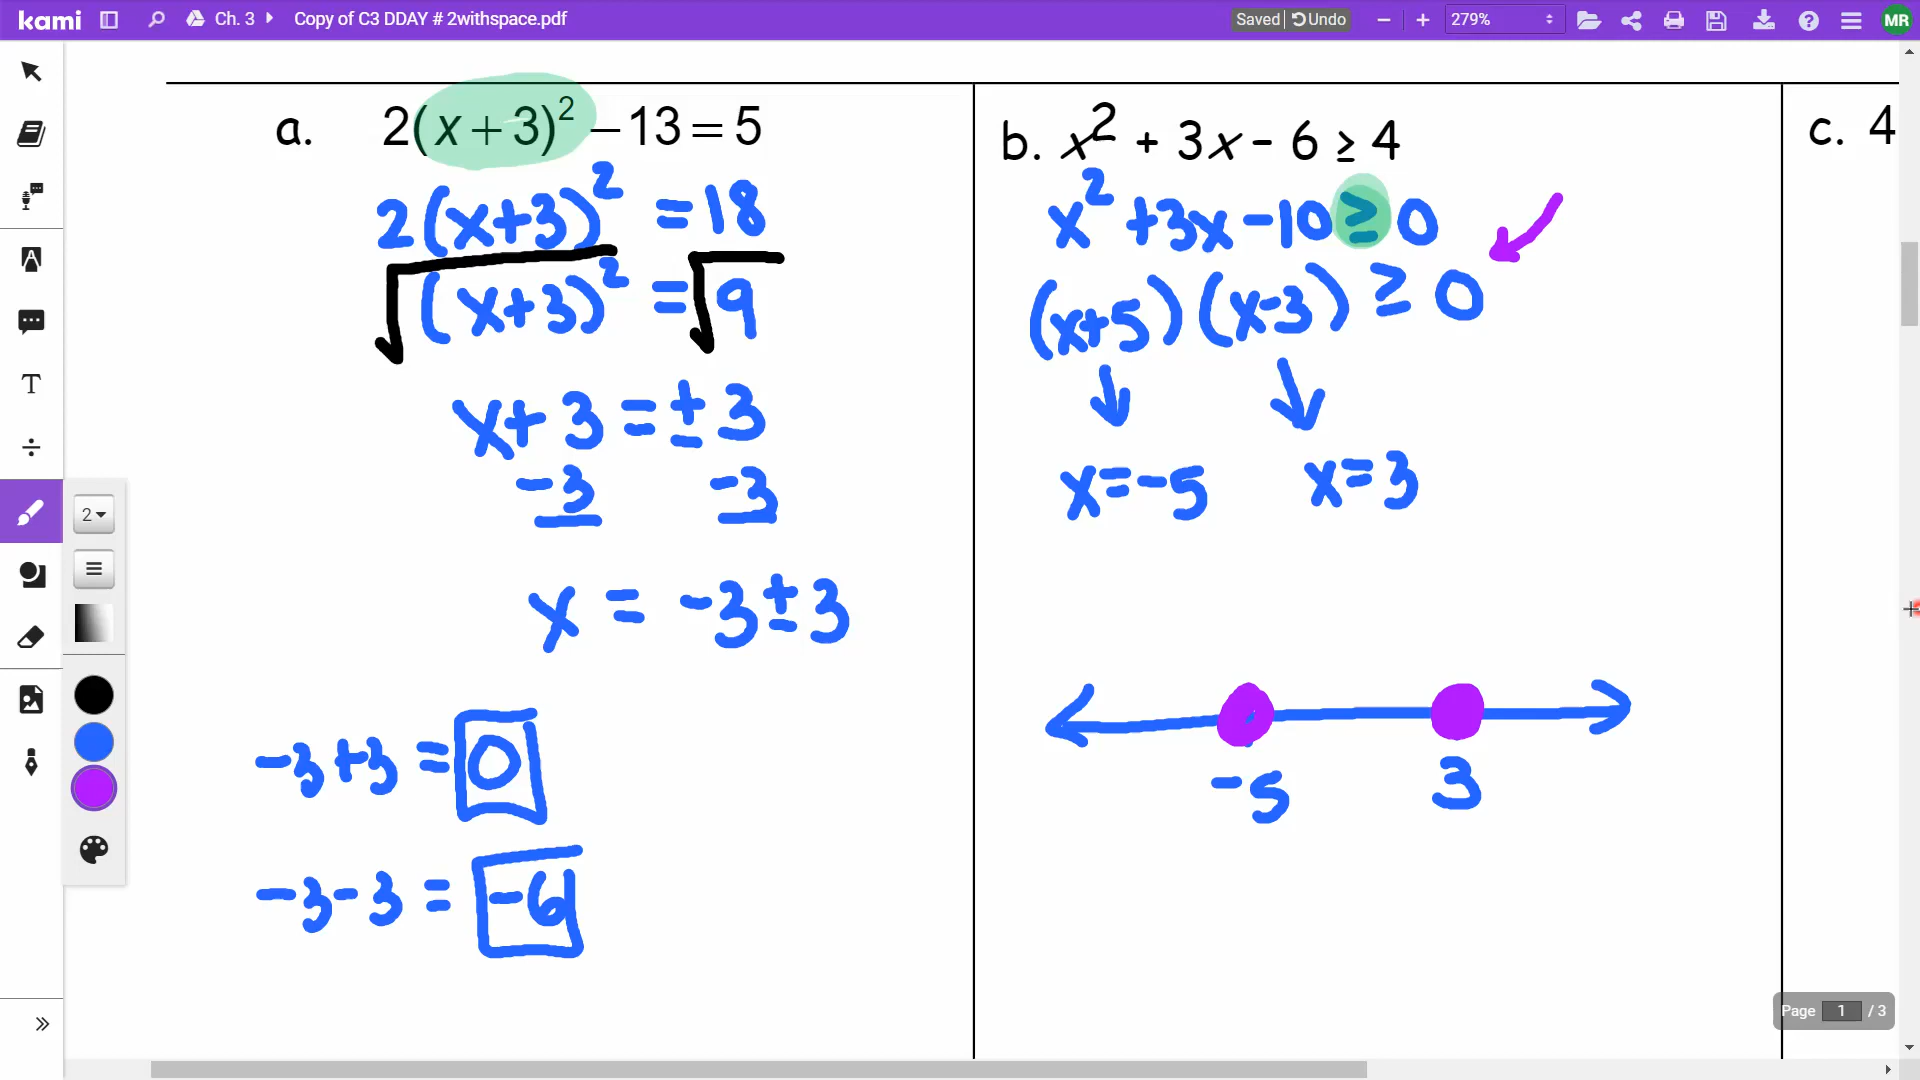 kami Ch. 3 Copy of C3 DDAY # 2withspace.pdf Saved Undo 279% MR
a. 2(x+3)² −13 = 5
2(x+3)² = 18
√(x+3)² = √9
x+3 = ±3
−3 −3
x = -3±3
-3+3 = 0
-3-3 = -6
b. x² + 3x − 6 ≥ 4
x² +3x −10 ≥ 0
(x+5)(x-3) ≥ 0
x=-5 x=3
-5 3
c. 4
T
2
Page 1 / 3